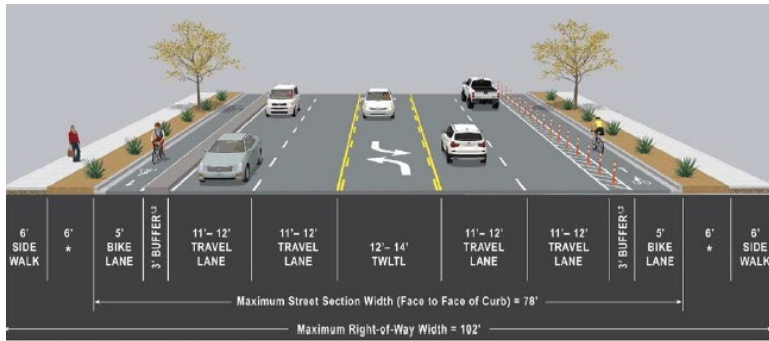 6'
SIDE
WALK
6'
*
5'
BIKE
LANE
3' BUFFER¹,²
11'– 12'
TRAVEL
LANE
11'– 12'
TRAVEL
LANE
12'– 14'
TWLTL
11'– 12'
TRAVEL
LANE
11'– 12'
TRAVEL
LANE
3' BUFFER¹,²
5'
BIKE
LANE
6'
*
6'
SIDE
WALK
Maximum Street Section Width (Face to Face of Curb) = 78'
Maximum Right-of-Way Width = 102'